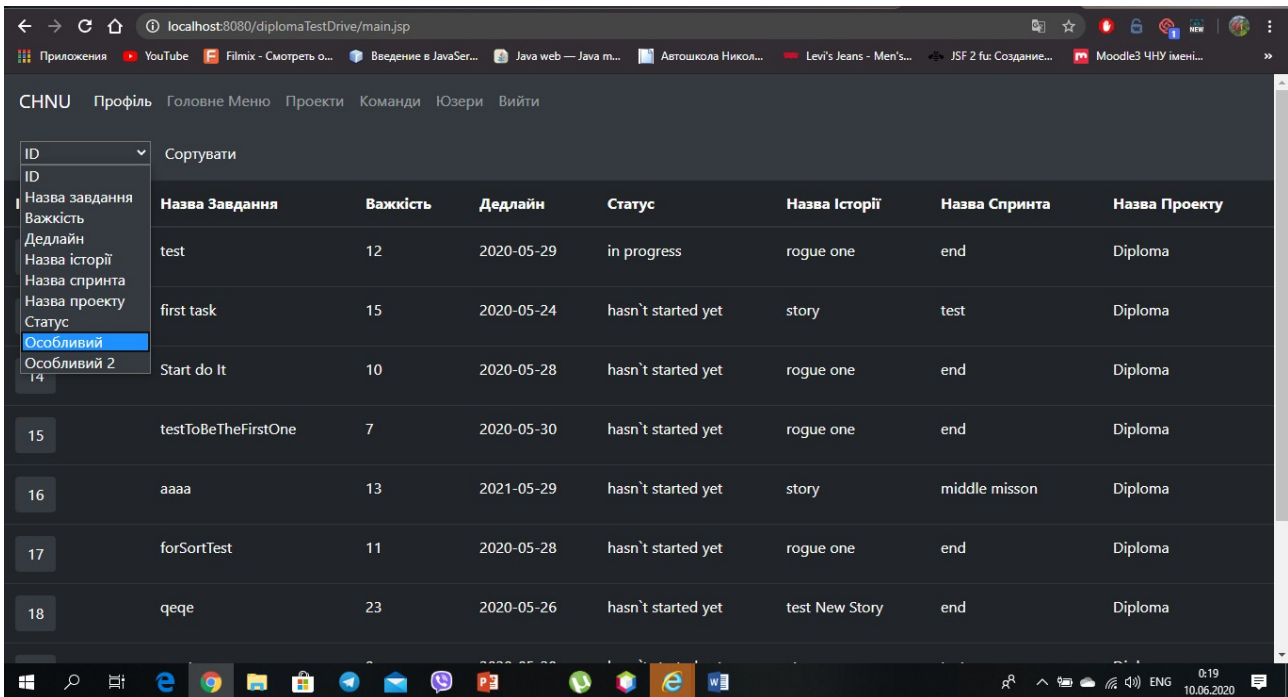 localhost:8080/diplomaTestDrive/main.jsp
NEW
1
Приложения YouTube Filmix - Смотреть о... Введение в JavaSer... Java web — Java m... Автошкола Никол... Levi's Jeans - Men's... JSF 2 fu: Создание... Moodle3 ЧНУ імені... »
CHNU Профіль Головне Меню Проекти Команди Юзери Вийти
ID Сортувати
ID
Назва завдання
Важкість
Дедлайн
Назва історії
Назва спринта
Назва проекту
Статус
Особливий
Особливий 2
Назва Завдання Важкість Дедлайн Статус Назва Історії Назва Спринта Назва Проекту
test 12 2020-05-29 in progress rogue one end Diploma
first task 15 2020-05-24 hasn`t started yet story test Diploma
14 Start do It 10 2020-05-28 hasn`t started yet rogue one end Diploma
15 testToBeTheFirstOne 7 2020-05-30 hasn`t started yet rogue one end Diploma
16 aaaa 13 2021-05-29 hasn`t started yet story middle misson Diploma
17 forSortTest 11 2020-05-28 hasn`t started yet rogue one end Diploma
18 qeqe 23 2020-05-26 hasn`t started yet test New Story end Diploma
ENG 0:19
10.06.2020